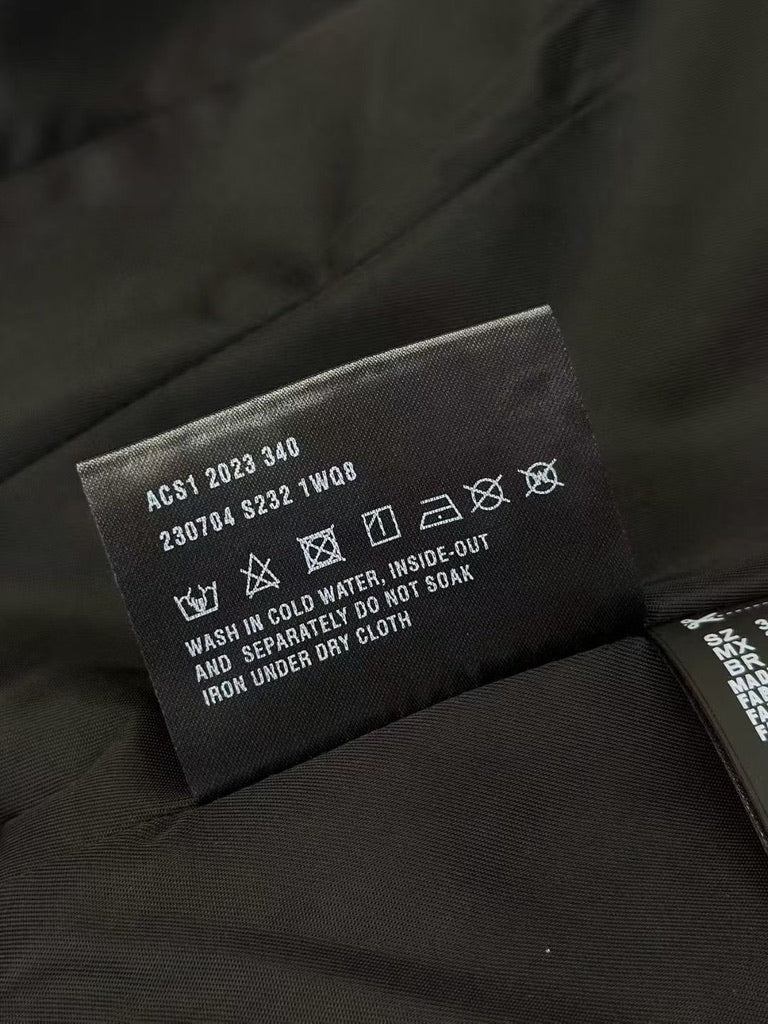 ACS1 2023 340
230704 S232 1WQ8
WASH IN COLD WATER, INSIDE-OUT
AND SEPARATELY DO NOT SOAK
IRON UNDER DRY CLOTH
SZ
MX
BR